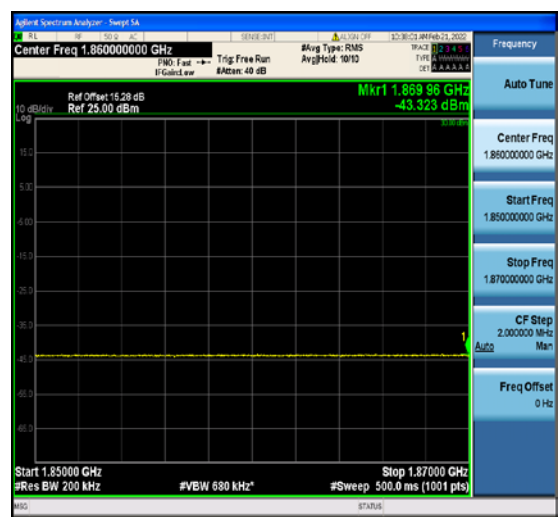 Agilent Spectrum Analyzer - Swept SA
RL RF 50 Ω AC SENSE:INT ALIGN OFF 10:38:01 AM Feb 21, 2022
Center Freq 1.860000000 GHz #Avg Type: RMS TRACE 1 2 3 4 5 6
PNO: Fast Trig: Free Run Avg|Hold: 10/10 TYPE
IFGain:Low #Atten: 40 dB DET A A A A A A
Mkr1 1.869 96 GHz
-43.323 dBm
Ref Offset 15.28 dB
10 dB/div Ref 25.00 dBm
Log
15.0
5.00
-5.00
-15.0
-25.0
-35.0
-45.0
-55.0
-65.0
1
Start 1.85000 GHz Stop 1.87000 GHz
#Res BW 200 kHz #VBW 680 kHz* #Sweep 500.0 ms (1001 pts)
MSG STATUS
Frequency
Auto Tune
Center Freq
1.860000000 GHz
Start Freq
1.850000000 GHz
Stop Freq
1.870000000 GHz
CF Step
2.000000 MHz
Auto Man
Freq Offset
0 Hz